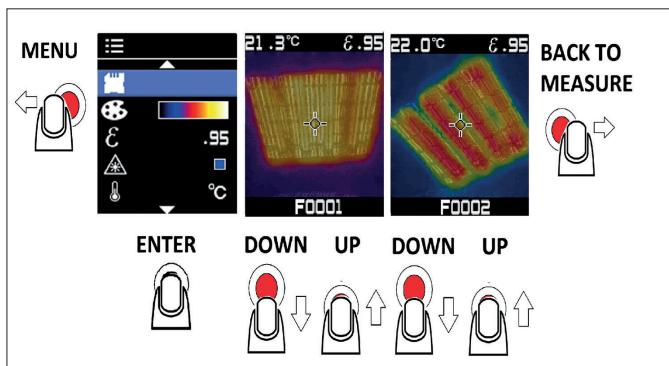 MENU
ε .95
°C
21.3°C ε.95
F0001
22.0°C ε.95
F0002
BACK TO
MEASURE
ENTER
DOWN UP DOWN UP